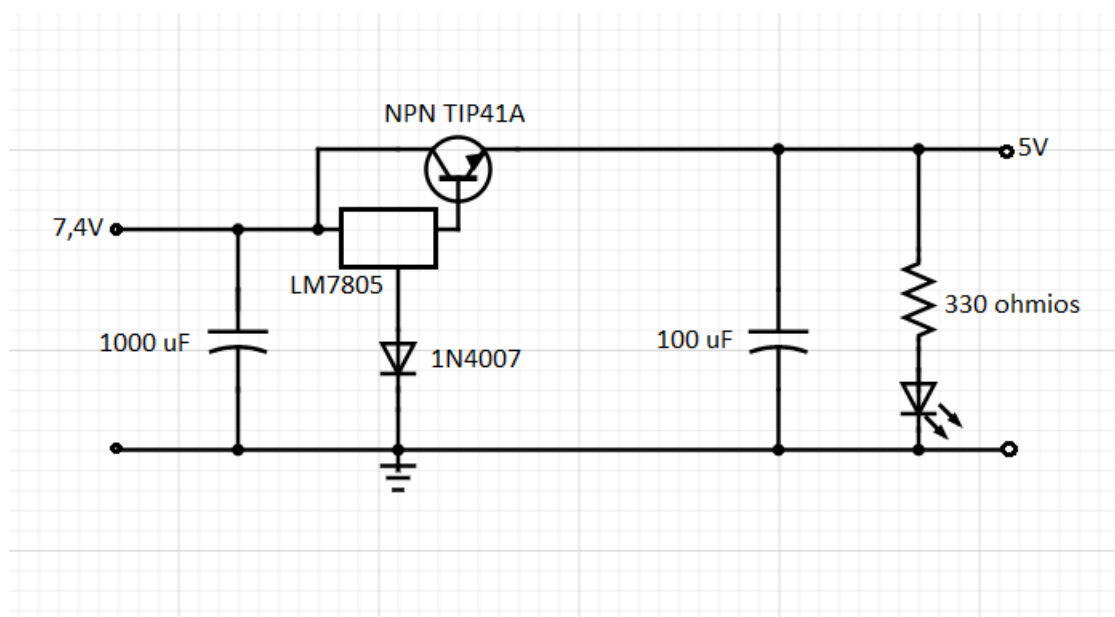 NPN TIP41A
5V
7,4V
LM7805
330 ohmios
1000 uF
1N4007
100 uF